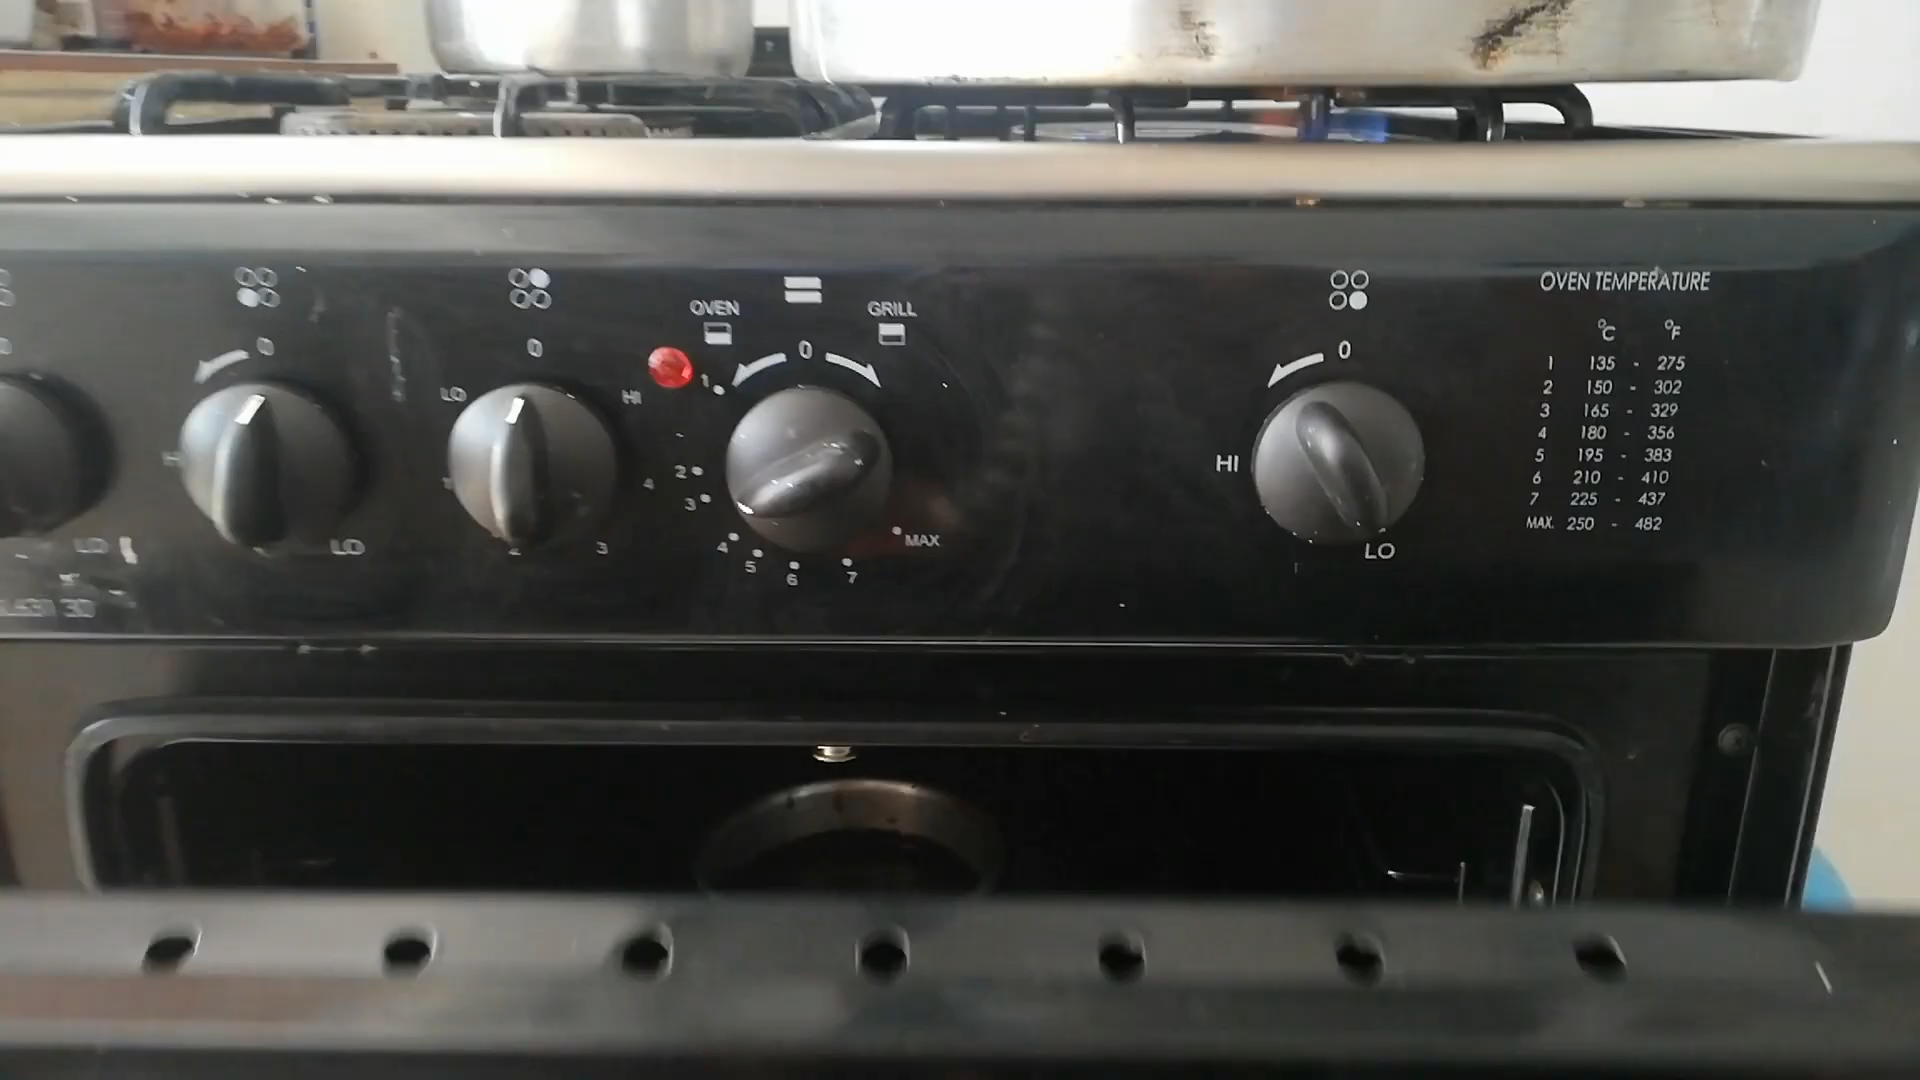 OVEN
GRILL
OVEN TEMPERATURE
0
0
0
0
°C °F
1 135 - 275
2 150 - 302
3 165 - 329
4 180 - 356
5 195 - 383
6 210 - 410
7 225 - 437
MAX. 250 - 482
LO
HI
1
HI
2
4
3
LO
LO
2
3
4
5
6
7
MAX
LO
30